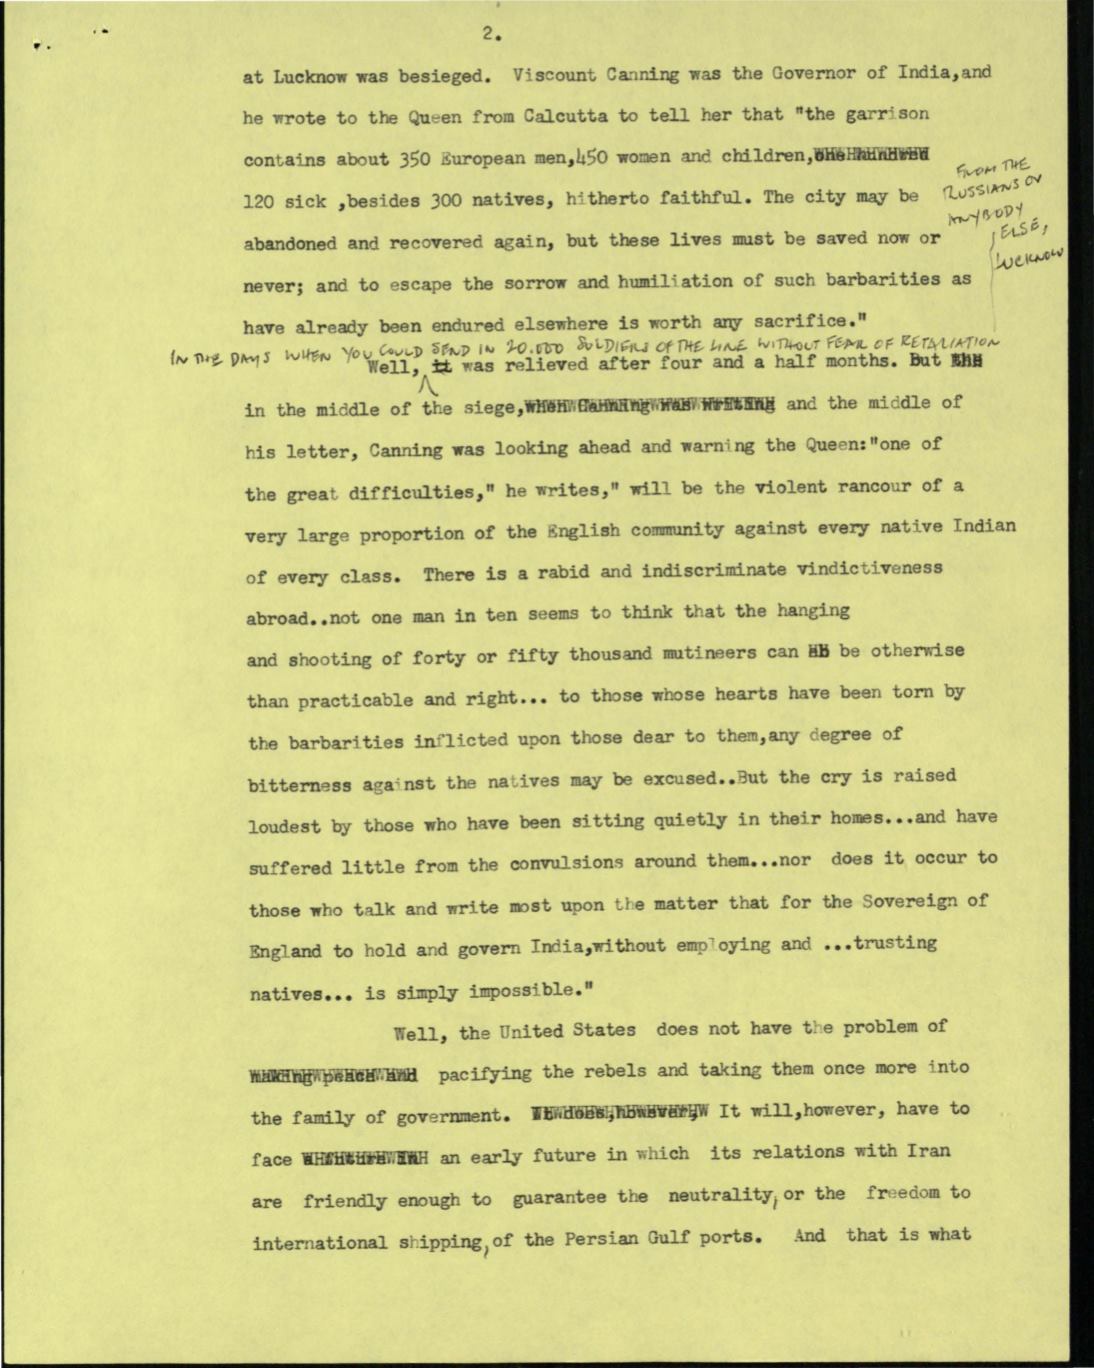 2.
at Lucknow was besieged. Viscount Canning was the Governor of India,and
he wrote to the Queen from Calcutta to tell her that "the garrison
contains about 350 European men,450 women and children,one hundred
120 sick ,besides 300 natives, hitherto faithful. The city may be
abandoned and recovered again, but these lives must be saved now or
never; and to escape the sorrow and humiliation of such barbarities as
have already been endured elsewhere is worth any sacrifice."
FROM THE
RUSSIANS OR
ANYBODY
ELSE,
LUCKNOW
IN THE DAYS WHEN YOU COULD SEND IN 20.000 SOLDIERS OF THE LINE WITHOUT FEAR OF RETALIATION
Well, it was relieved after four and a half months. But the
in the middle of the siege,when Canning was writing and the middle of
his letter, Canning was looking ahead and warning the Queen:"one of
the great difficulties," he writes," will be the violent rancour of a
very large proportion of the English community against every native Indian
of every class. There is a rabid and indiscriminate vindictiveness
abroad..not one man in ten seems to think that the hanging
and shooting of forty or fifty thousand mutineers can be otherwise
than practicable and right... to those whose hearts have been torn by
the barbarities inflicted upon those dear to them,any degree of
bitterness against the natives may be excused..But the cry is raised
loudest by those who have been sitting quietly in their homes...and have
suffered little from the convulsions around them...nor does it occur to
those who talk and write most upon the matter that for the Sovereign of
England to hold and govern India,without employing and ...trusting
natives... is simply impossible."
Well, the United States does not have the problem of
making peace and pacifying the rebels and taking them once more into
the family of government. It does,however, It will,however, have to
face an early future in which its relations with Iran
are friendly enough to guarantee the neutrality, or the freedom to
international shipping, of the Persian Gulf ports. And that is what